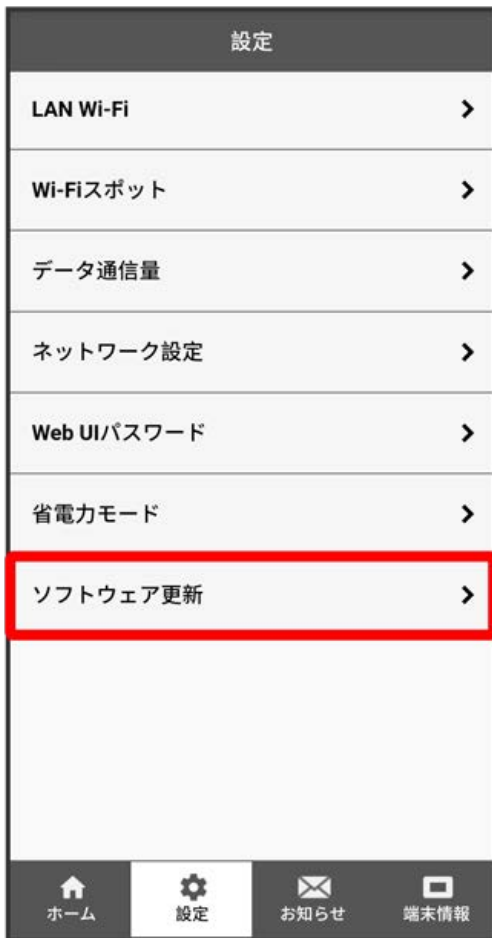 設定
LAN Wi-Fi
Wi-Fiスポット
データ通信量
ネットワーク設定
Web UIパスワード
省電力モード
ソフトウェア更新
ホーム
設定
お知らせ
端末情報